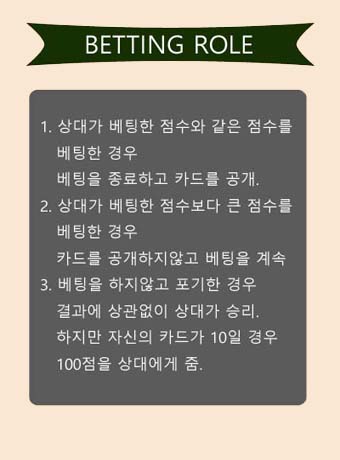 BETTING ROLE
1. 상대가 베팅한 점수와 같은 점수를
베팅한 경우
베팅을 종료하고 카드를 공개.
2. 상대가 베팅한 점수보다 큰 점수를
베팅한 경우
카드를 공개하지않고 베팅을 계속
3. 베팅을 하지않고 포기한 경우
결과에 상관없이 상대가 승리.
하지만 자신의 카드가 10일 경우
100점을 상대에게 줌.